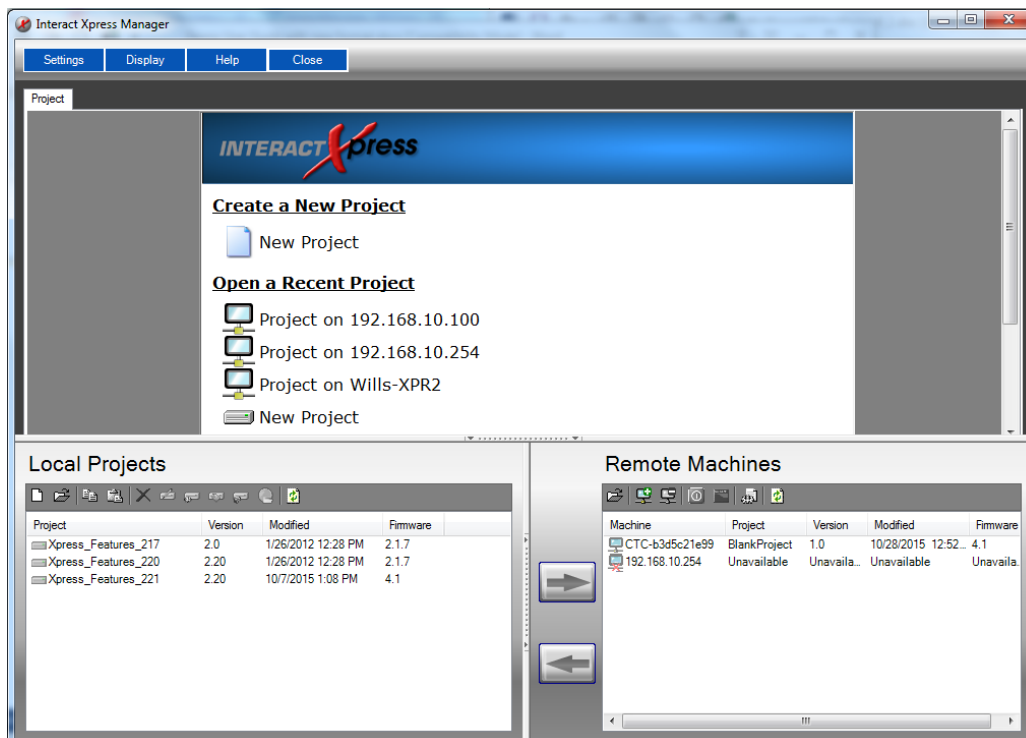 Interact Xpress Manager
Settings Display Help Close
Project
INTERACT Xpress
Create a New Project
New Project
Open a Recent Project
Project on 192.168.10.100
Project on 192.168.10.254
Project on Wills-XPR2
New Project
Local Projects
Project Version Modified Firmware
Xpress_Features_217 2.0 1/26/2012 12:28 PM 2.1.7
Xpress_Features_220 2.20 1/26/2012 12:28 PM 2.1.7
Xpress_Features_221 2.20 10/7/2015 1:08 PM 4.1
Remote Machines
Machine Project Version Modified Firmware
CTC-b3d5c21e99 BlankProject 1.0 10/28/2015 12:52... 4.1
192.168.10.254 Unavailable Unavaila... Unavailable Unavaila.